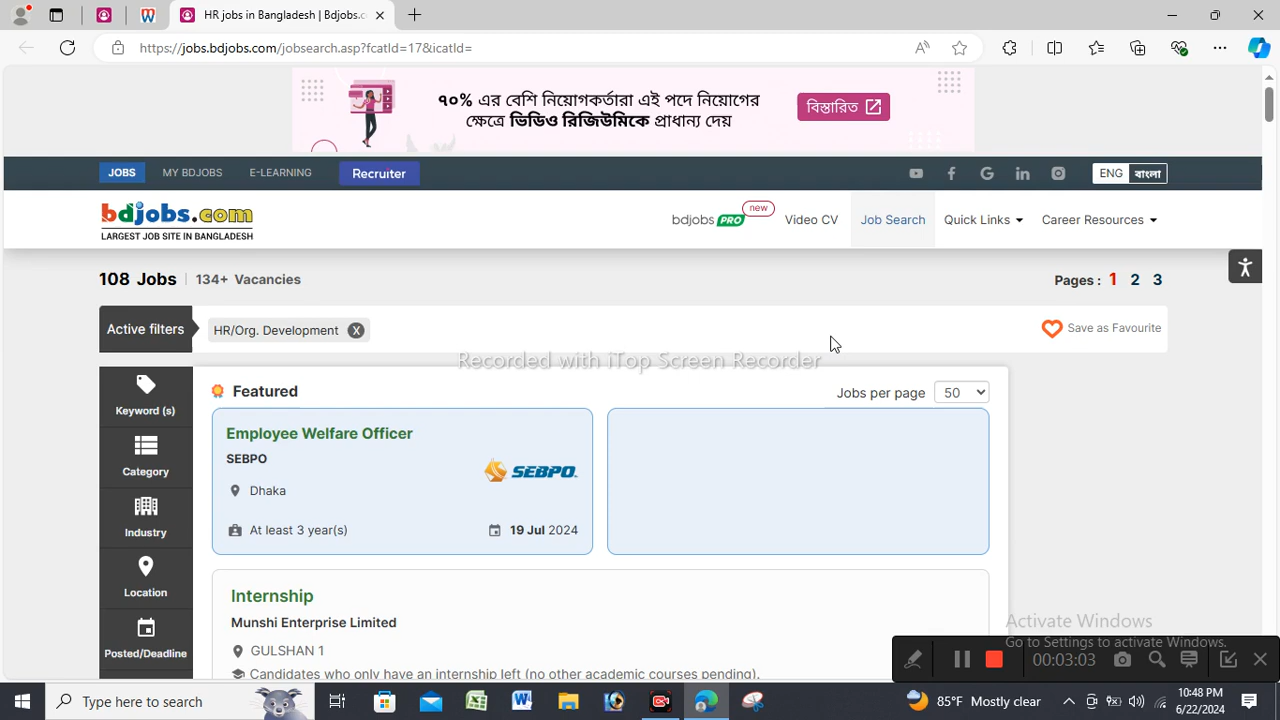 HR jobs in Bangladesh | Bdjobs.c
https://jobs.bdjobs.com/jobsearch.asp?fcatId=17&icatId=
৭০% এর বেশি নিয়োগকর্তারা এই পদে নিয়োগের
ক্ষেত্রে ভিডিও রিজিউমিকে প্রাধান্য দেয়
বিস্তারিত
JOBS MY BDJOBS E-LEARNING Recruiter ENG বাংলা
bdjobs.com
LARGEST JOB SITE IN BANGLADESH
bdjobs PRO new Video CV Job Search Quick Links Career Resources
108 Jobs 134+ Vacancies Pages : 1 2 3
Active filters HR/Org. Development X Save as Favourite
Recorded with iTop Screen Recorder
Keyword (s)
Category
Industry
Location
Posted/Deadline
Featured Jobs per page 50
Employee Welfare Officer
SEBPO
SEBPO
Dhaka
At least 3 year(s) 19 Jul 2024
Internship
Munshi Enterprise Limited
GULSHAN 1
Candidates who only have an internship left (no other academic courses pending).
Activate Windows
Go to Settings to activate Windows.
00:03:03
Type here to search
85°F Mostly clear
10:48 PM
6/22/2024